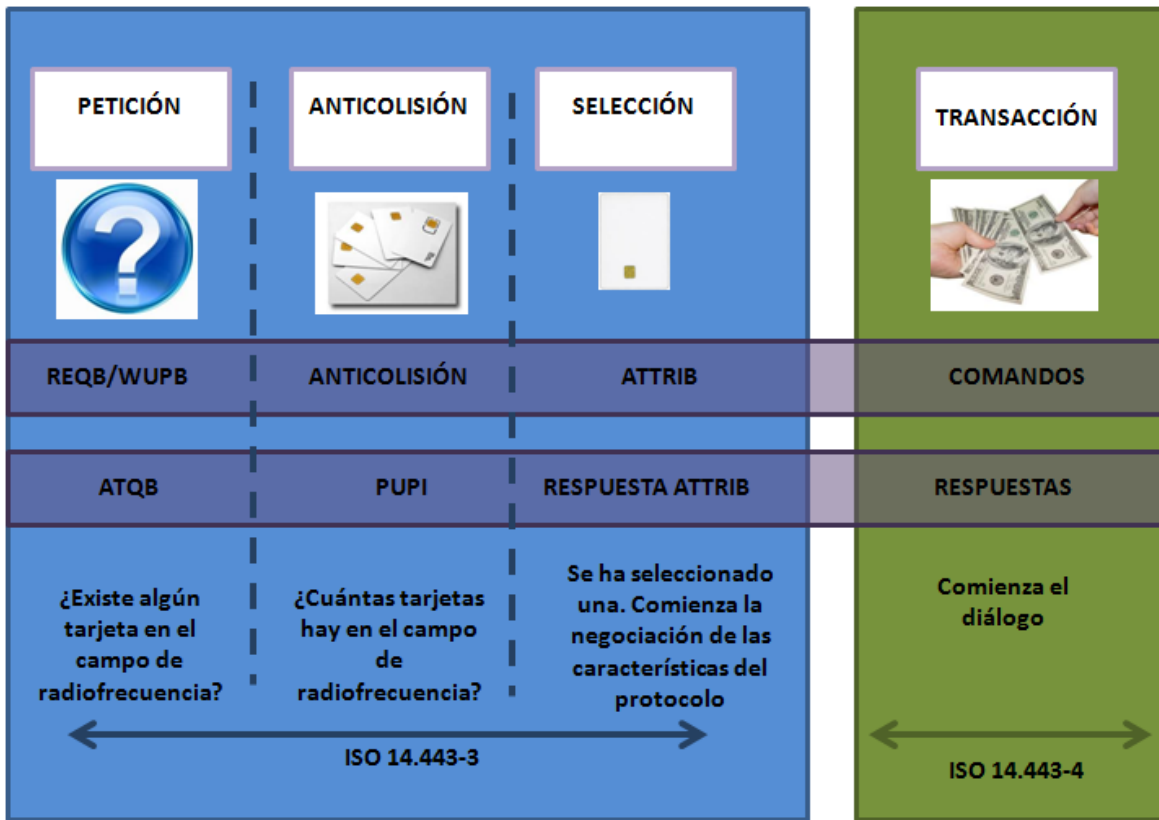 PETICIÓN
ANTICOLISIÓN
SELECCIÓN
TRANSACCIÓN
REQB/WUPB
ANTICOLISIÓN
ATTRIB
COMANDOS
ATQB
PUPI
RESPUESTA ATTRIB
RESPUESTAS
¿Existe algún
tarjeta en el
campo de
radiofrecuencia?
¿Cuántas tarjetas
hay en el campo
de
radiofrecuencia?
Se ha seleccionado
una. Comienza la
negociación de las
características del
protocolo
Comienza el
diálogo
ISO 14.443-3
ISO 14.443-4